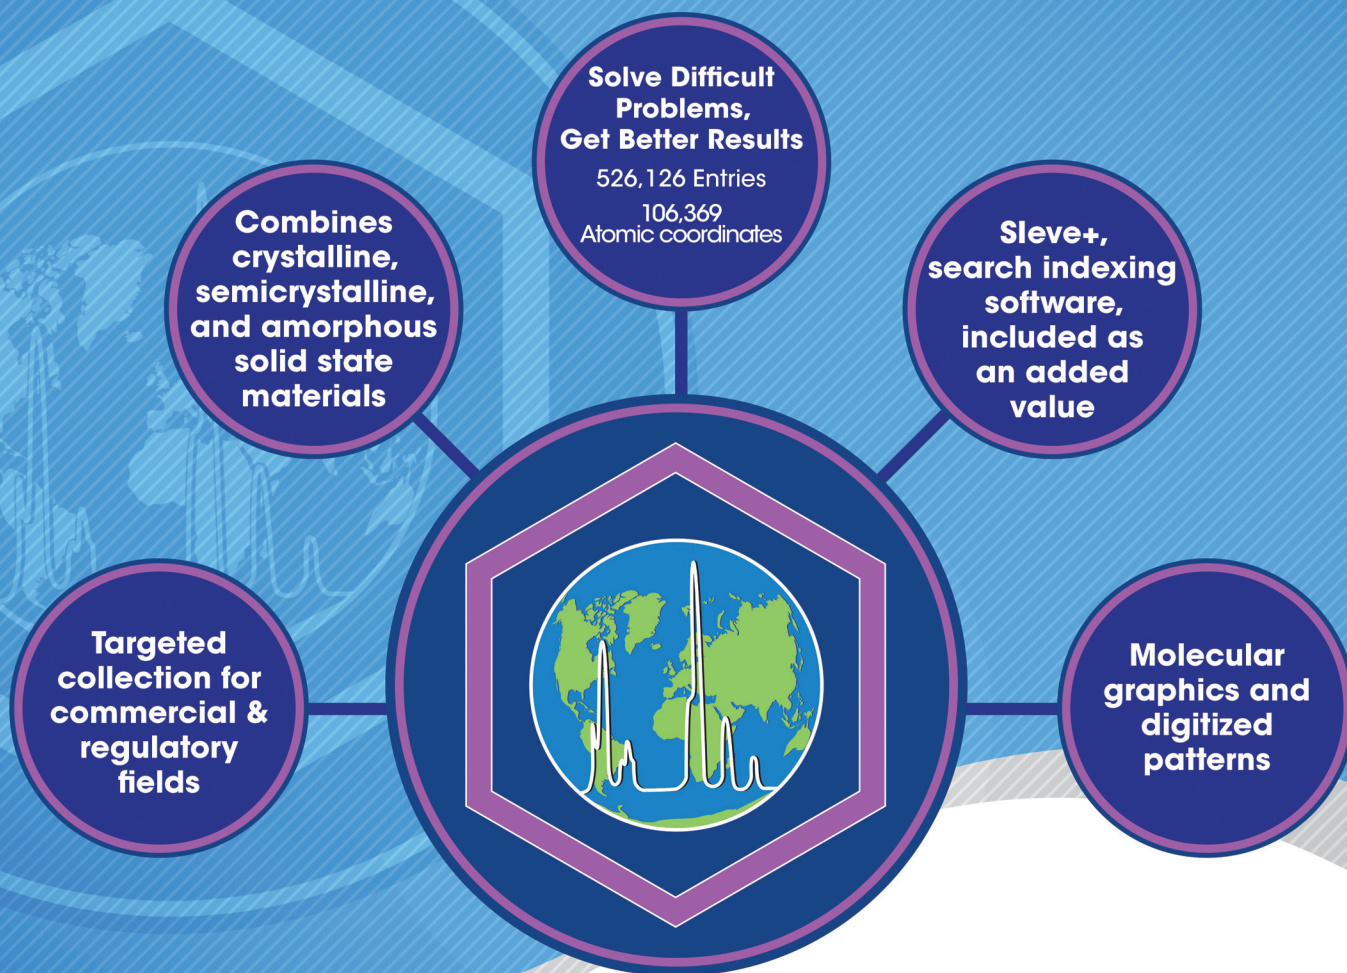 Solve Difficult
Problems,
Get Better Results
526,126 Entries
106,369
Atomic coordinates
Combines
crystalline,
semicrystalline,
and amorphous
solid state
materials
SIeve+,
search indexing
software,
included as
an added
value
Targeted
collection for
commercial &
regulatory
fields
Molecular
graphics and
digitized
patterns